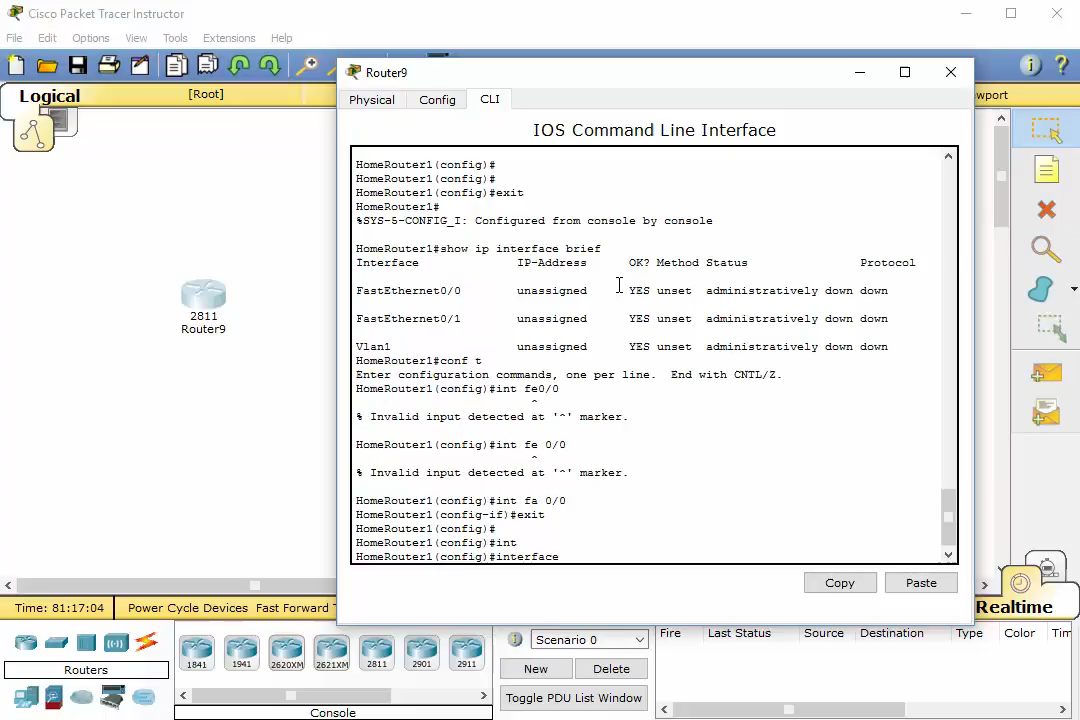 Cisco Packet Tracer Instructor
File Edit Options View Tools Extensions Help
Logical
[Root]
wport
2811
Router9
Router9
Physical Config CLI
IOS Command Line Interface
HomeRouter1(config)#
HomeRouter1(config)#
HomeRouter1(config)#exit
HomeRouter1#
%SYS-5-CONFIG_I: Configured from console by console
HomeRouter1#show ip interface brief
Interface IP-Address OK? Method Status Protocol
FastEthernet0/0 unassigned YES unset administratively down down
FastEthernet0/1 unassigned YES unset administratively down down
Vlan1 unassigned YES unset administratively down down
HomeRouter1#conf t
Enter configuration commands, one per line. End with CNTL/Z.
HomeRouter1(config)#int fe0/0
^
% Invalid input detected at '^' marker.
HomeRouter1(config)#int fe 0/0
^
% Invalid input detected at '^' marker.
HomeRouter1(config)#int fa 0/0
HomeRouter1(config-if)#exit
HomeRouter1(config)#
HomeRouter1(config)#int
HomeRouter1(config)#interface
Copy Paste
Time: 81:17:04 Power Cycle Devices Fast Forward T
Realtime
Routers
1841 1941 2620XM 2621XM 2811 2901 2911
Console
Scenario 0
New Delete
Toggle PDU List Window
Fire Last Status Source Destination Type Color Tim